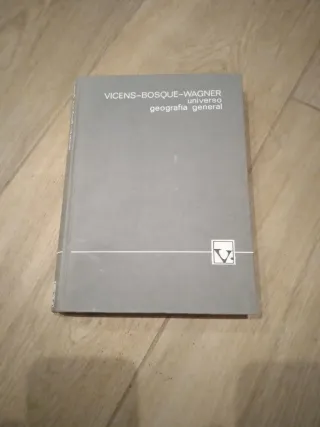 VICENS-BOSQUE-WAGNER
universo
geografía general
V